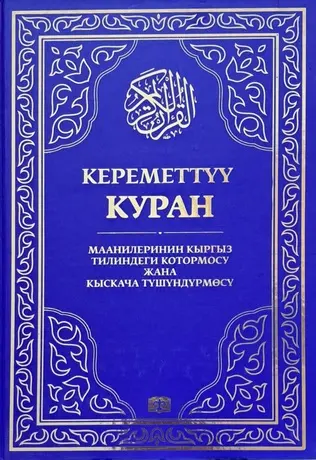 القرآن الكريم
КЕРЕМЕТТҮҮ
КУРАН
МААНИЛЕРИНИН КЫРГЫЗ
ТИЛИНДЕГИ КОТОРМОСУ
ЖАНА
КЫСКАЧА ТҮШҮНДҮРМӨСҮ